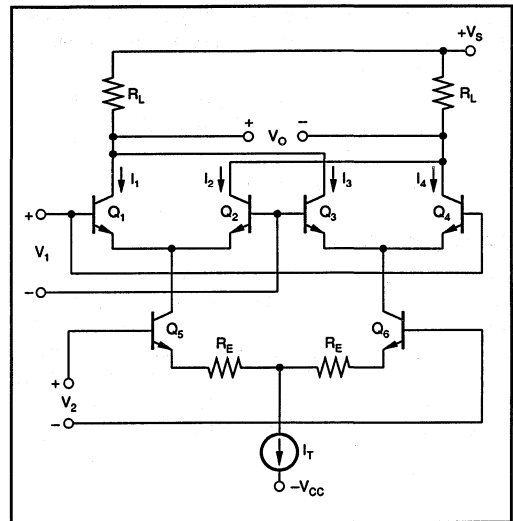 +VS
RL
RL
+ VO −
I1
I2
I3
I4
+
Q1
Q2
Q3
Q4
V1
−
Q5
Q6
RE
RE
+
V2
−
IT
−VCC